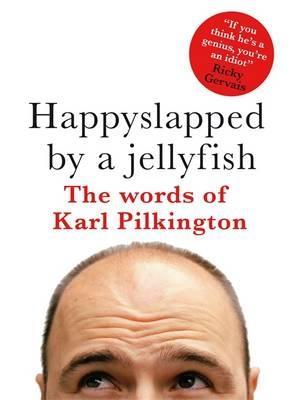 "If you
think he's a
genius, you're
an idiot"
Ricky
Gervais
Happyslapped
by a jellyfish
The words of
Karl Pilkington